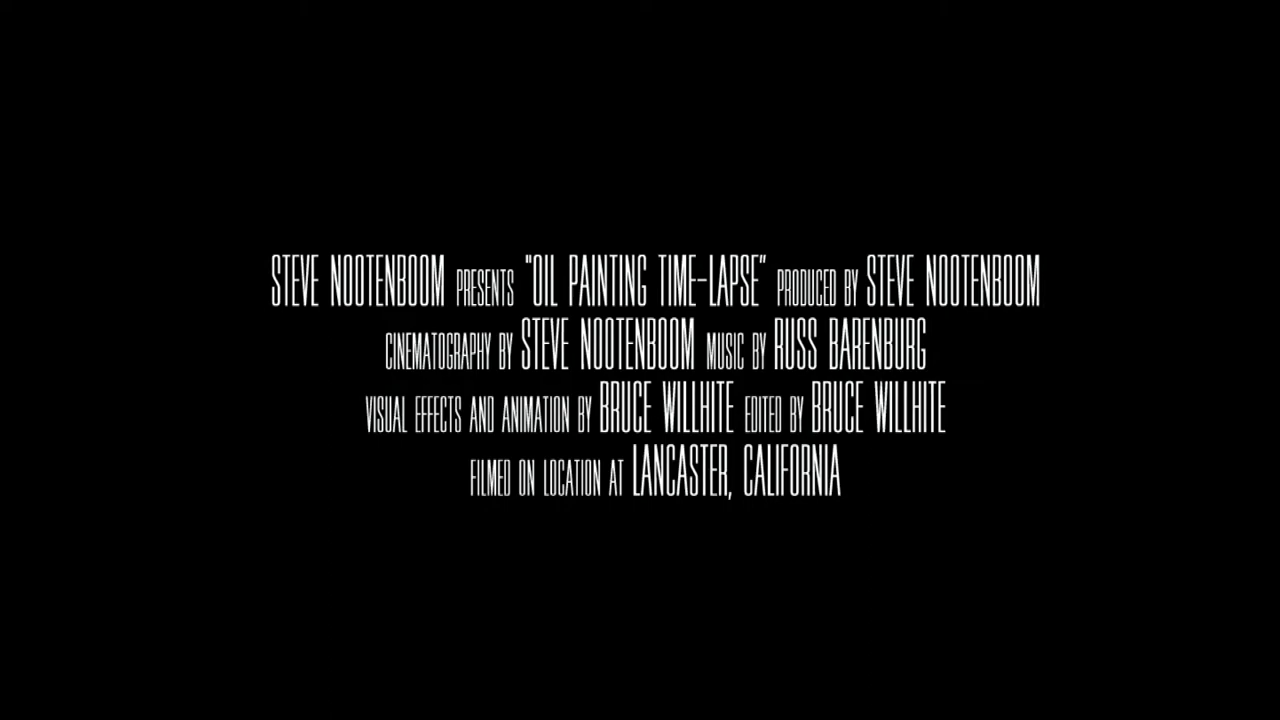 STEVE NOOTENBOOM PRESENTS "OIL PAINTING TIME-LAPSE" PRODUCED BY STEVE NOOTENBOOM
CINEMATOGRAPHY BY STEVE NOOTENBOOM MUSIC BY RUSS BARENBURG
VISUAL EFFECTS AND ANIMATION BY BRUCE WILLHITE EDITED BY BRUCE WILLHITE
FILMED ON LOCATION AT LANCASTER, CALIFORNIA